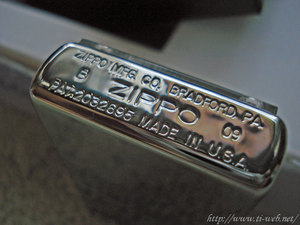 ZIPPO MFG. CO. BRADFORD, PA.
B ZIPPO 09
PAT.2032695 MADE IN U.S.A.
http://www.ti-web.net/